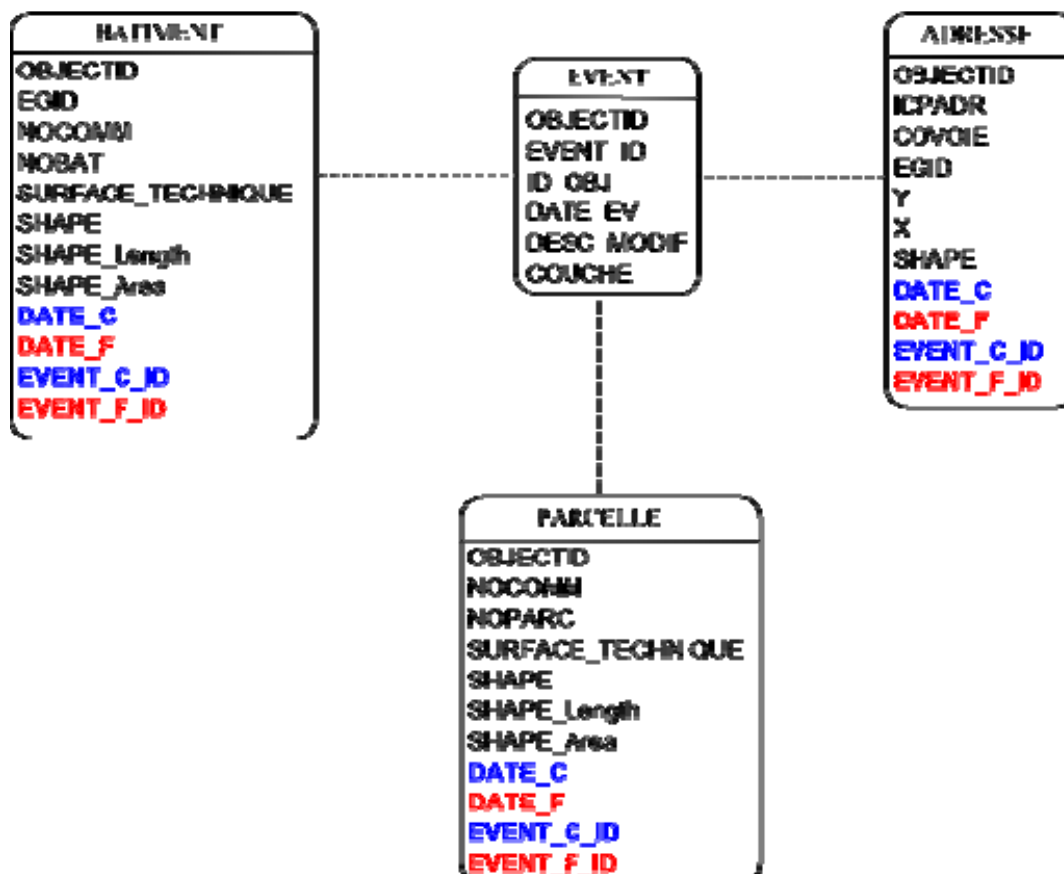 BATIMENT
OBJECTID
EGID
NOCOMM
NOBAT
SURFACE_TECHNIQUE
SHAPE
SHAPE_Length
SHAPE_Area
DATE_C
DATE_F
EVENT_C_ID
EVENT_F_ID
EVENT
OBJECTID
EVENT_ID
ID_OBJ
DATE_EV
DESC_MODIF
COUCHE
ADRESSE
OBJECTID
IDPADR
COVOIE
EGID
Y
X
SHAPE
DATE_C
DATE_F
EVENT_C_ID
EVENT_F_ID
PARCELLE
OBJECTID
NOCOMM
NOPARC
SURFACE_TECHNIQUE
SHAPE
SHAPE_Length
SHAPE_Area
DATE_C
DATE_F
EVENT_C_ID
EVENT_F_ID